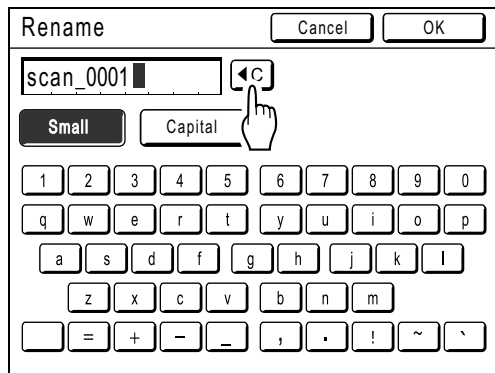 Rename Cancel OK
scan_0001 ◀C
Small Capital
1 2 3 4 5 6 7 8 9 0
q w e r t y u i o p
a s d f g h j k l
z x c v b n m
= + − _ , . ! ~ `